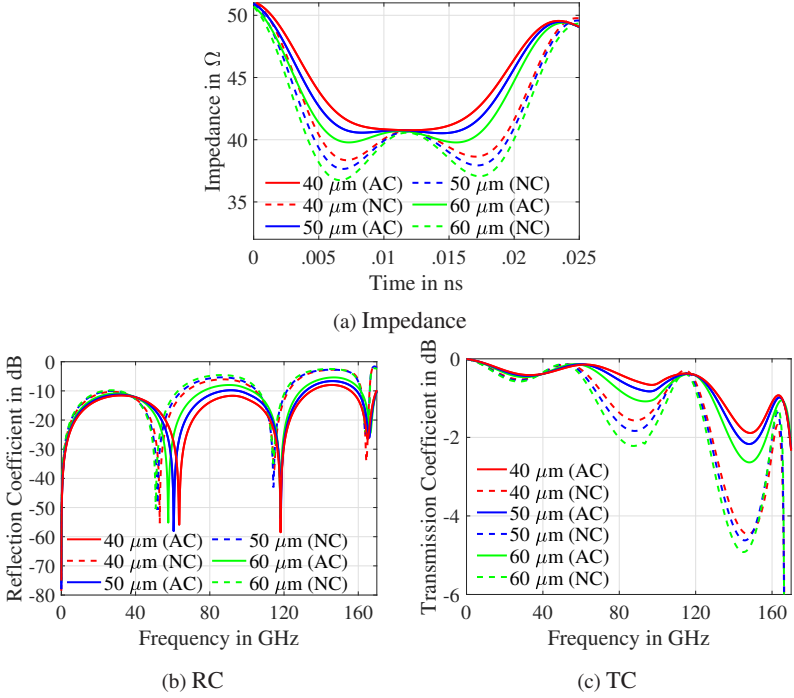 50
45
40
35
Impedance in Ω
40 μm (AC) 50 μm (NC)
40 μm (NC) 60 μm (AC)
50 μm (AC) 60 μm (NC)
0 .005 .01 .015 .02 .025
Time in ns
(a) Impedance
0
-10
-20
-30
-40
-50
-60
-70
-80
Reflection Coefficient in dB
40 μm (AC) 50 μm (NC)
40 μm (NC) 60 μm (AC)
50 μm (AC) 60 μm (NC)
0 40 80 120 160
Frequency in GHz
(b) RC
0
-2
-4
-6
Transmission Coefficient in dB
40 μm (AC)
40 μm (NC)
50 μm (AC)
50 μm (NC)
60 μm (AC)
60 μm (NC)
0 40 80 120 160
Frequency in GHz
(c) TC